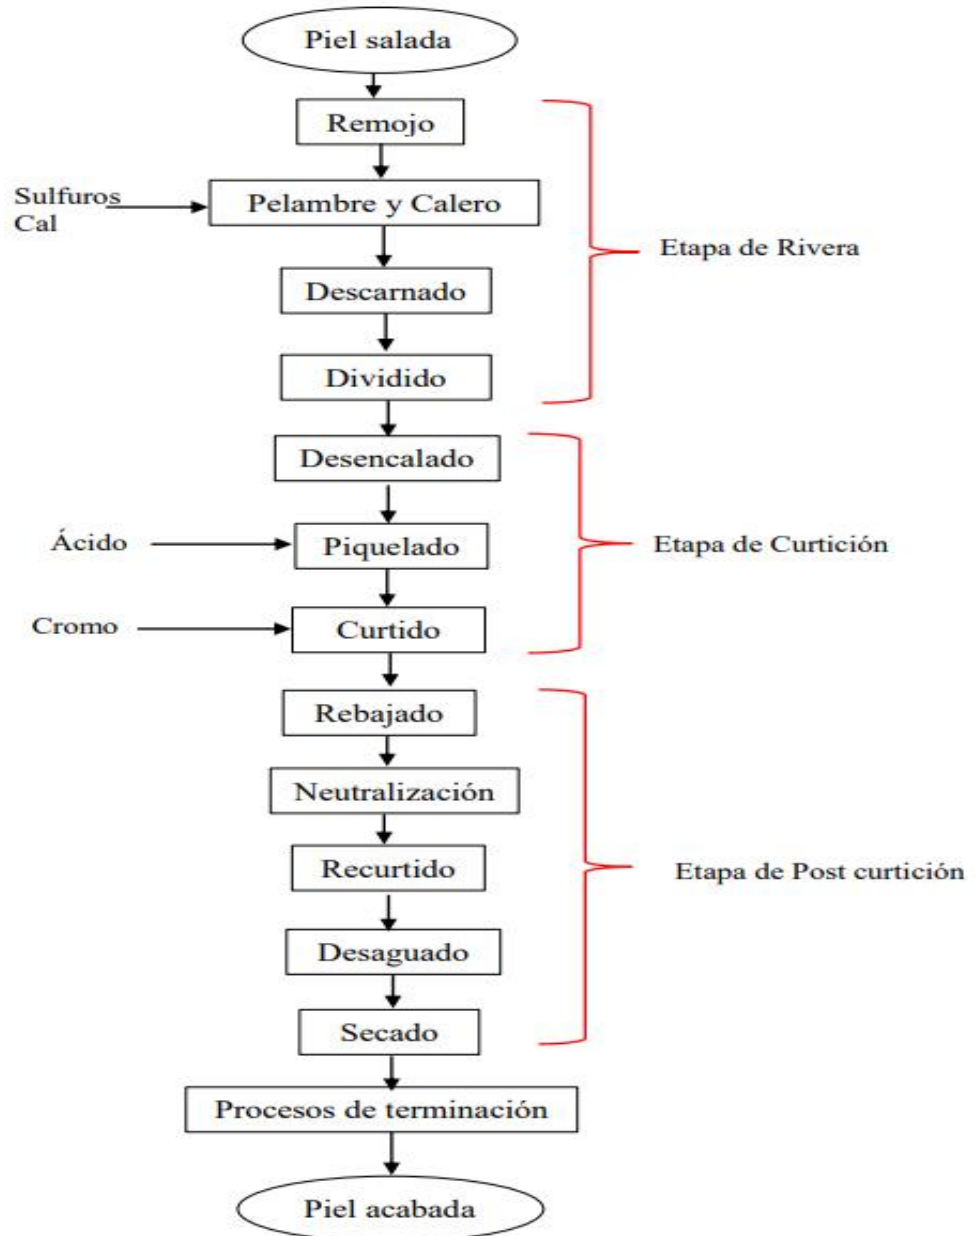 Piel salada
Remojo
Sulfuros
Cal
Pelambre y Calero
Etapa de Rivera
Descarnado
Dividido
Desencalado
Ácido
Piquelado
Etapa de Curtición
Cromo
Curtido
Rebajado
Neutralización
Recurtido
Etapa de Post curtición
Desaguado
Secado
Procesos de terminación
Piel acabada